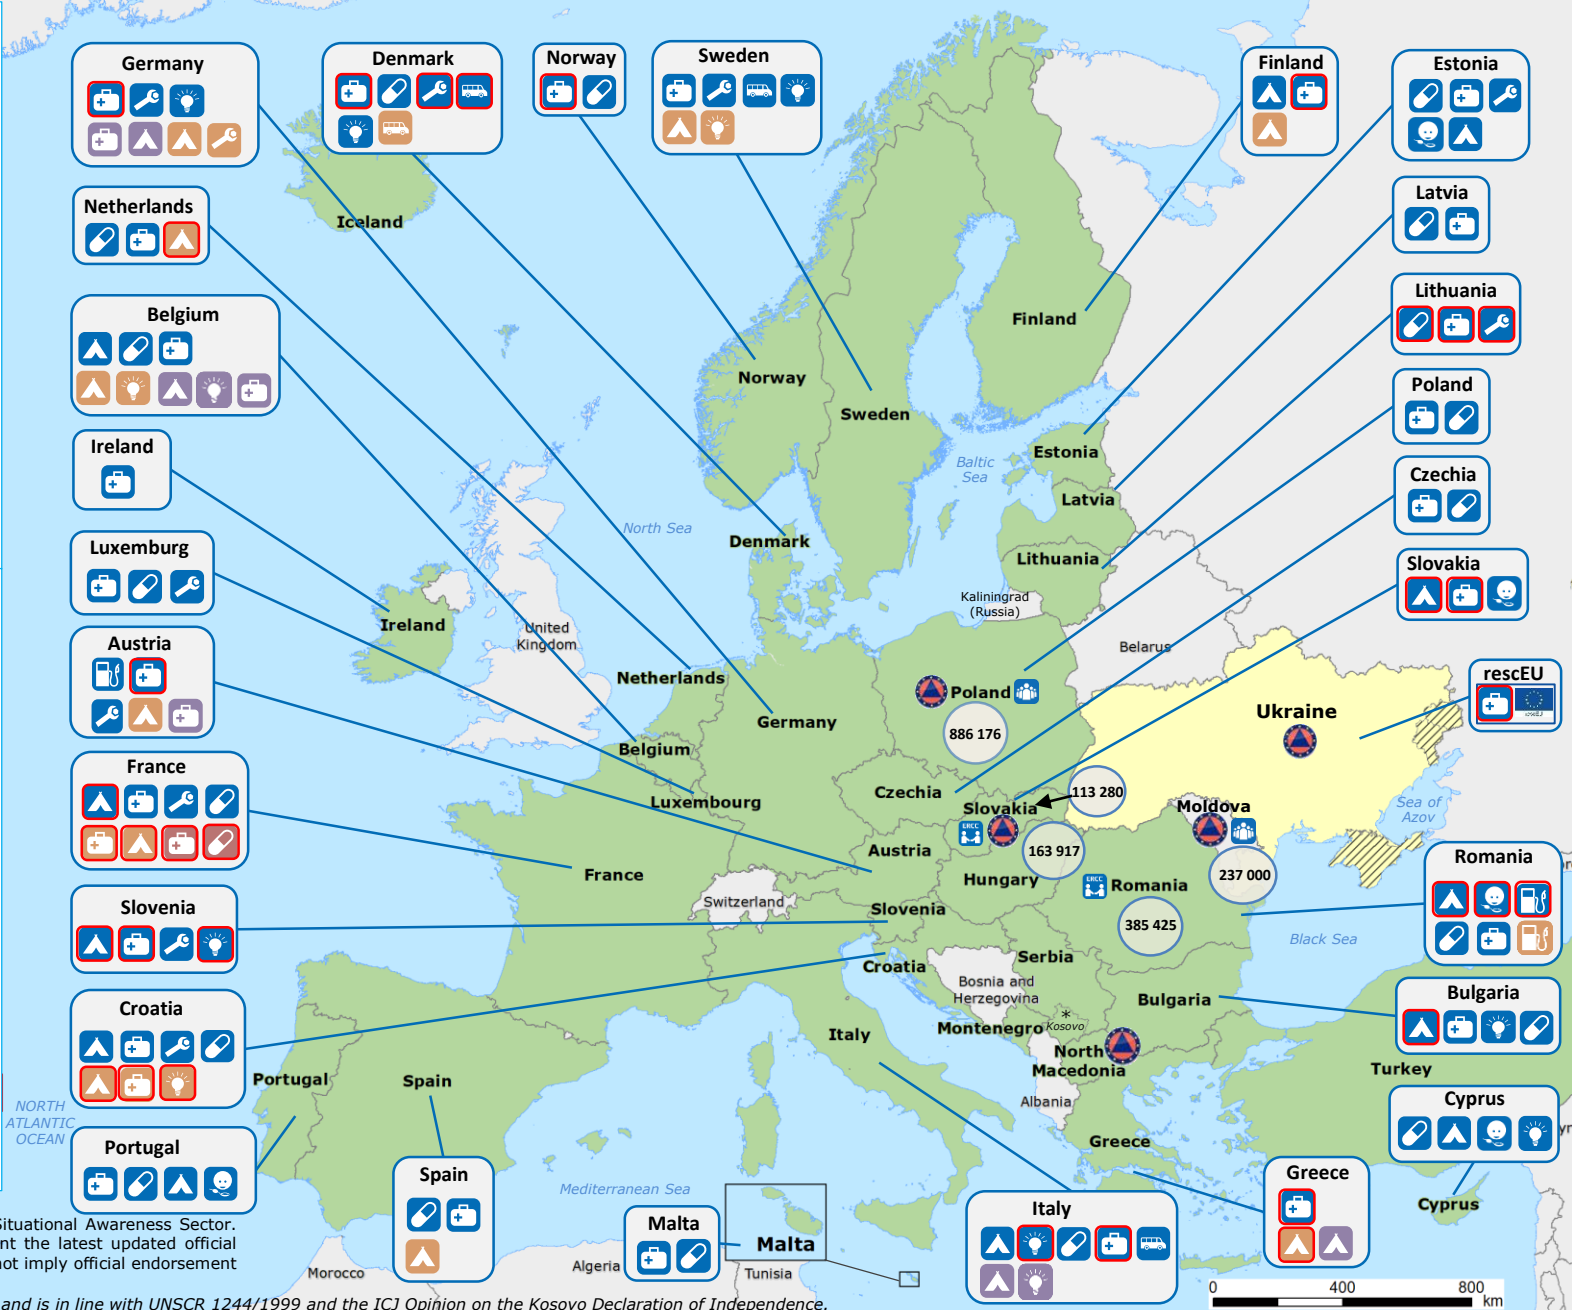 Germany
Denmark
Norway
Sweden
Finland
Estonia
Netherlands
Iceland
Latvia
Belgium
Lithuania
Finland
Norway
Poland
Sweden
Ireland
Estonia
Baltic
Sea
Czechia
Latvia
North Sea
Luxemburg
Denmark
Lithuania
Slovakia
Kaliningrad
(Russia)
Ireland
United
Kingdom
Austria
Belarus
Netherlands
rescEU
Poland
Germany
Ukraine
886 176
Belgium
France
Czechia
113 280
Luxembourg
Slovakia
Moldova
Sea of
Azov
ERCC
Austria
163 917
Romania
France
Hungary
237 000
ERCC
Romania
Switzerland
Slovenia
Slovenia
385 425
Black Sea
Serbia
Croatia
Bosnia and
Herzegovina
Bulgaria
Bulgaria
Croatia
Montenegro
*
Kosovo
Italy
North
Macedonia
Turkey
Portugal
Spain
NORTH
ATLANTIC
OCEAN
Albania
Cyprus
Greece
Portugal
Spain
Mediterranean Sea
Greece
Cyprus
Italy
Situational Awareness Sector.
nt the latest updated official
not imply official endorsement
Malta
Malta
Morocco
Algeria
Tunisia
0 400 800
km
and is in line with UNSCR 1244/1999 and the ICJ Opinion on the Kosovo Declaration of Independence.